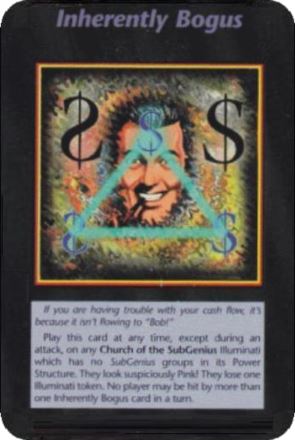 Inherently Bogus
$ $ $
$ $
If you are having trouble with your cash flow, it's
because it isn't flowing to "Bob!"
Play this card at any time, except during an
attack, on any Church of the SubGenius Illuminati
which has no SubGenius groups in its Power
Structure. They look suspiciously Pink! They lose one
Illuminati token. No player may be hit by more than
one Inherently Bogus card in a turn.